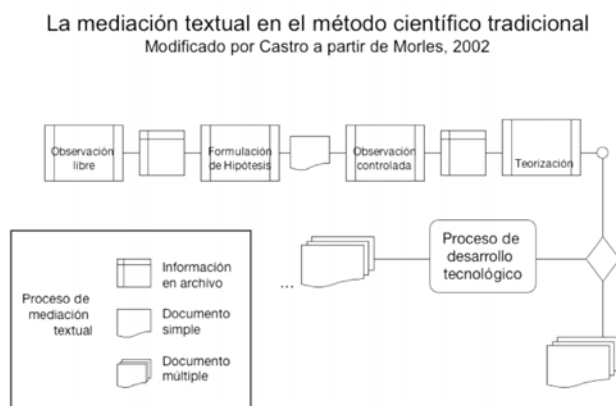 La mediación textual en el método científico tradicional
Modificado por Castro a partir de Morles, 2002
Observación
libre
Formulación
de Hipótesis
Observación
controlada
Teorización
Proceso de
desarrollo
tecnológico
...
Proceso de
mediación
textual
Información
en archivo
Documento
simple
Documento
múltiple